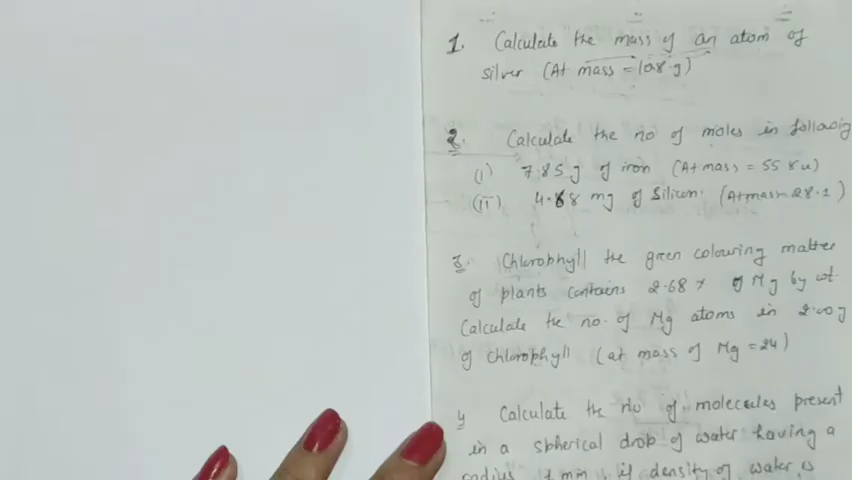 1. Calculate the mass of an atom of
silver (At mass = 108 g)
2. Calculate the no of moles in following
(i) 7.85 g of iron (At mass = 55.8 u)
(ii) 4.68 mg of Silicon. (At mass = 28.1)
3. Chlorophyll the green colouring matter
of plants contains 2.68 % of Mg by wt.
Calculate the no. of Mg atoms in 2.00 g
of chlorophyll (at mass of Mg = 24)
4 Calculate the no of molecules present
in a spherical drop of water having a
radius 1 mm, if density of water is